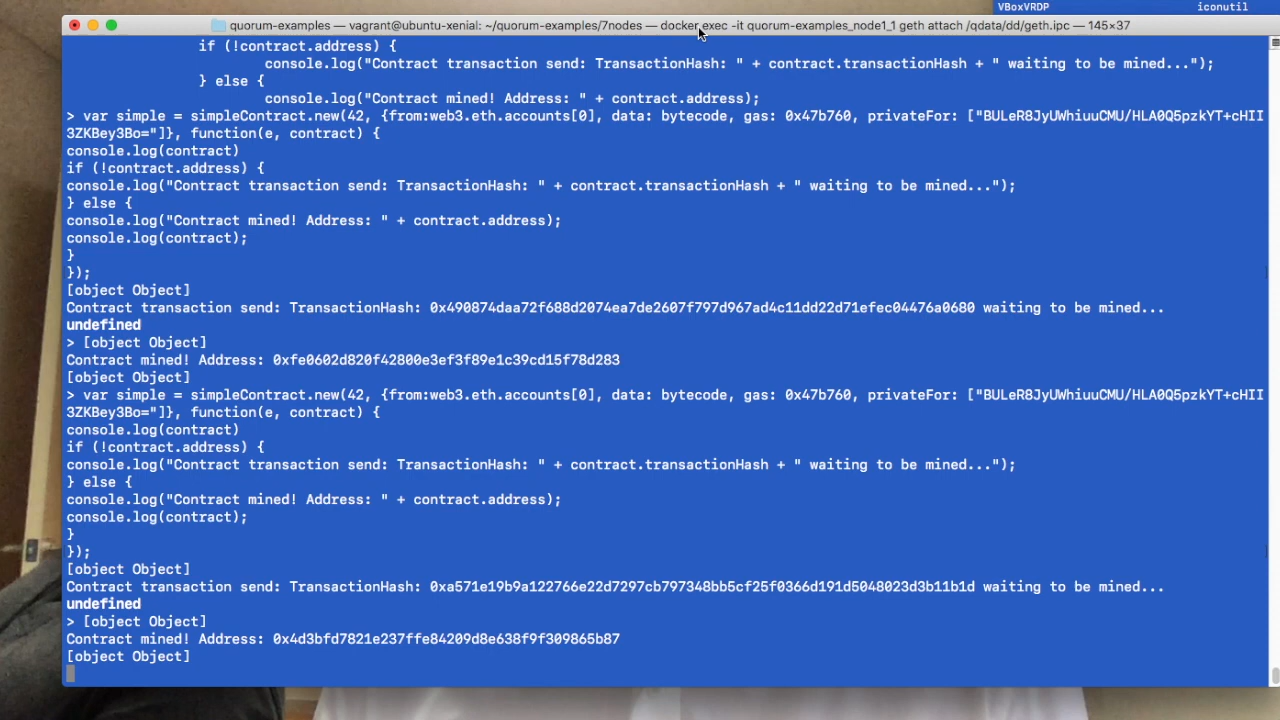 VBoxVRDP iconutil
quorum-examples — vagrant@ubuntu-xenial: ~/quorum-examples/7nodes — docker exec -it quorum-examples_node1_1 geth attach /qdata/dd/geth.ipc — 145×37
if (!contract.address) {
console.log("Contract transaction send: TransactionHash: " + contract.transactionHash + " waiting to be mined...");
} else {
console.log("Contract mined! Address: " + contract.address);
> var simple = simpleContract.new(42, {from:web3.eth.accounts[0], data: bytecode, gas: 0x47b760, privateFor: ["BULeR8JyUWhiuuCMU/HLA0Q5pzkYT+cHII
3ZKBey3Bo="]}, function(e, contract) {
console.log(contract)
if (!contract.address) {
console.log("Contract transaction send: TransactionHash: " + contract.transactionHash + " waiting to be mined...");
} else {
console.log("Contract mined! Address: " + contract.address);
console.log(contract);
}
});
[object Object]
Contract transaction send: TransactionHash: 0x490874daa72f688d2074ea7de2607f797d967ad4c11dd22d71efec04476a0680 waiting to be mined...
undefined
> [object Object]
Contract mined! Address: 0xfe0602d820f42800e3ef3f89e1c39cd15f78d283
[object Object]
> var simple = simpleContract.new(42, {from:web3.eth.accounts[0], data: bytecode, gas: 0x47b760, privateFor: ["BULeR8JyUWhiuuCMU/HLA0Q5pzkYT+cHII
3ZKBey3Bo="]}, function(e, contract) {
console.log(contract)
if (!contract.address) {
console.log("Contract transaction send: TransactionHash: " + contract.transactionHash + " waiting to be mined...");
} else {
console.log("Contract mined! Address: " + contract.address);
console.log(contract);
}
});
[object Object]
Contract transaction send: TransactionHash: 0xa571e19b9a122766e22d7297cb797348bb5cf25f0366d191d5048023d3b11b1d waiting to be mined...
undefined
> [object Object]
Contract mined! Address: 0x4d3bfd7821e237ffe84209d8e638f9f309865b87
[object Object]